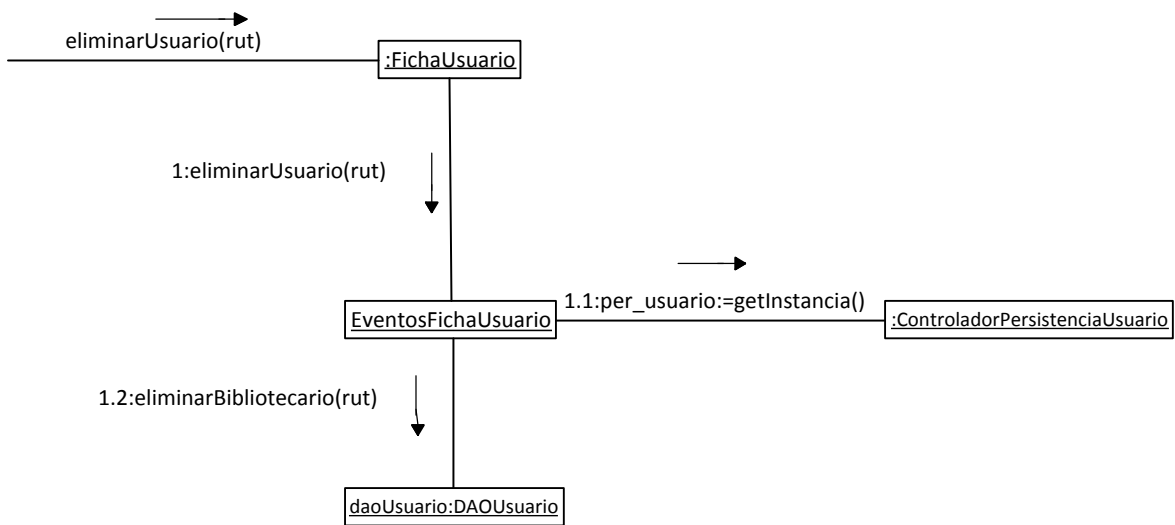 eliminarUsuario(rut)
:FichaUsuario
1:eliminarUsuario(rut)
EventosFichaUsuario
1.1:per_usuario:=getInstancia()
:ControladorPersistenciaUsuario
1.2:eliminarBibliotecario(rut)
daoUsuario:DAOUsuario